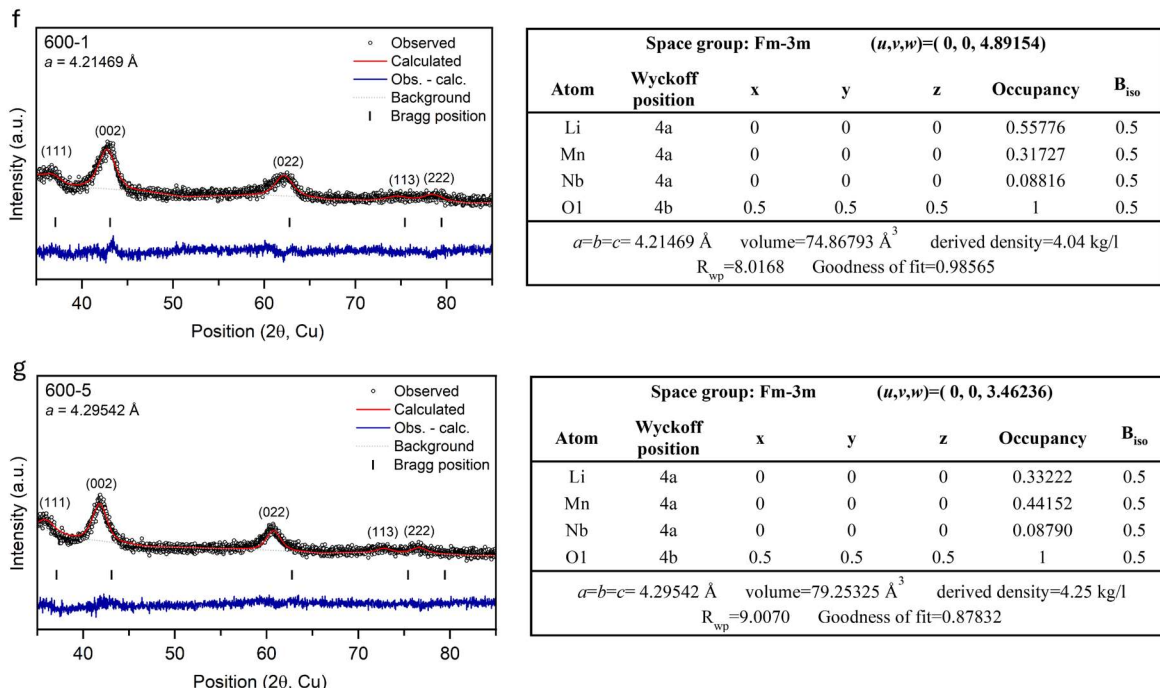 f
600-1
a = 4.21469 Å
Observed
Calculated
Obs. - calc.
Background
Bragg position
(111)
(002)
(022)
(113)
(222)
Intensity (a.u.)
40 50 60 70 80
Position (2θ, Cu)
Space group: Fm-3m (u,v,w)=( 0, 0, 4.89154)
Atom Wyckoff position x y z Occupancy B_iso
Li 4a 0 0 0 0.55776 0.5
Mn 4a 0 0 0 0.31727 0.5
Nb 4a 0 0 0 0.08816 0.5
O1 4b 0.5 0.5 0.5 1 0.5
a=b=c= 4.21469 Å volume=74.86793 Å³ derived density=4.04 kg/l
R_wp=8.0168 Goodness of fit=0.98565
g
600-5
a = 4.29542 Å
Observed
Calculated
Obs. - calc.
Background
Bragg position
(111)
(002)
(022)
(113)
(222)
Intensity (a.u.)
40 50 60 70 80
Position (2θ, Cu)
Space group: Fm-3m (u,v,w)=( 0, 0, 3.46236)
Atom Wyckoff position x y z Occupancy B_iso
Li 4a 0 0 0 0.33222 0.5
Mn 4a 0 0 0 0.44152 0.5
Nb 4a 0 0 0 0.08790 0.5
O1 4b 0.5 0.5 0.5 1 0.5
a=b=c= 4.29542 Å volume=79.25325 Å³ derived density=4.25 kg/l
R_wp=9.0070 Goodness of fit=0.87832